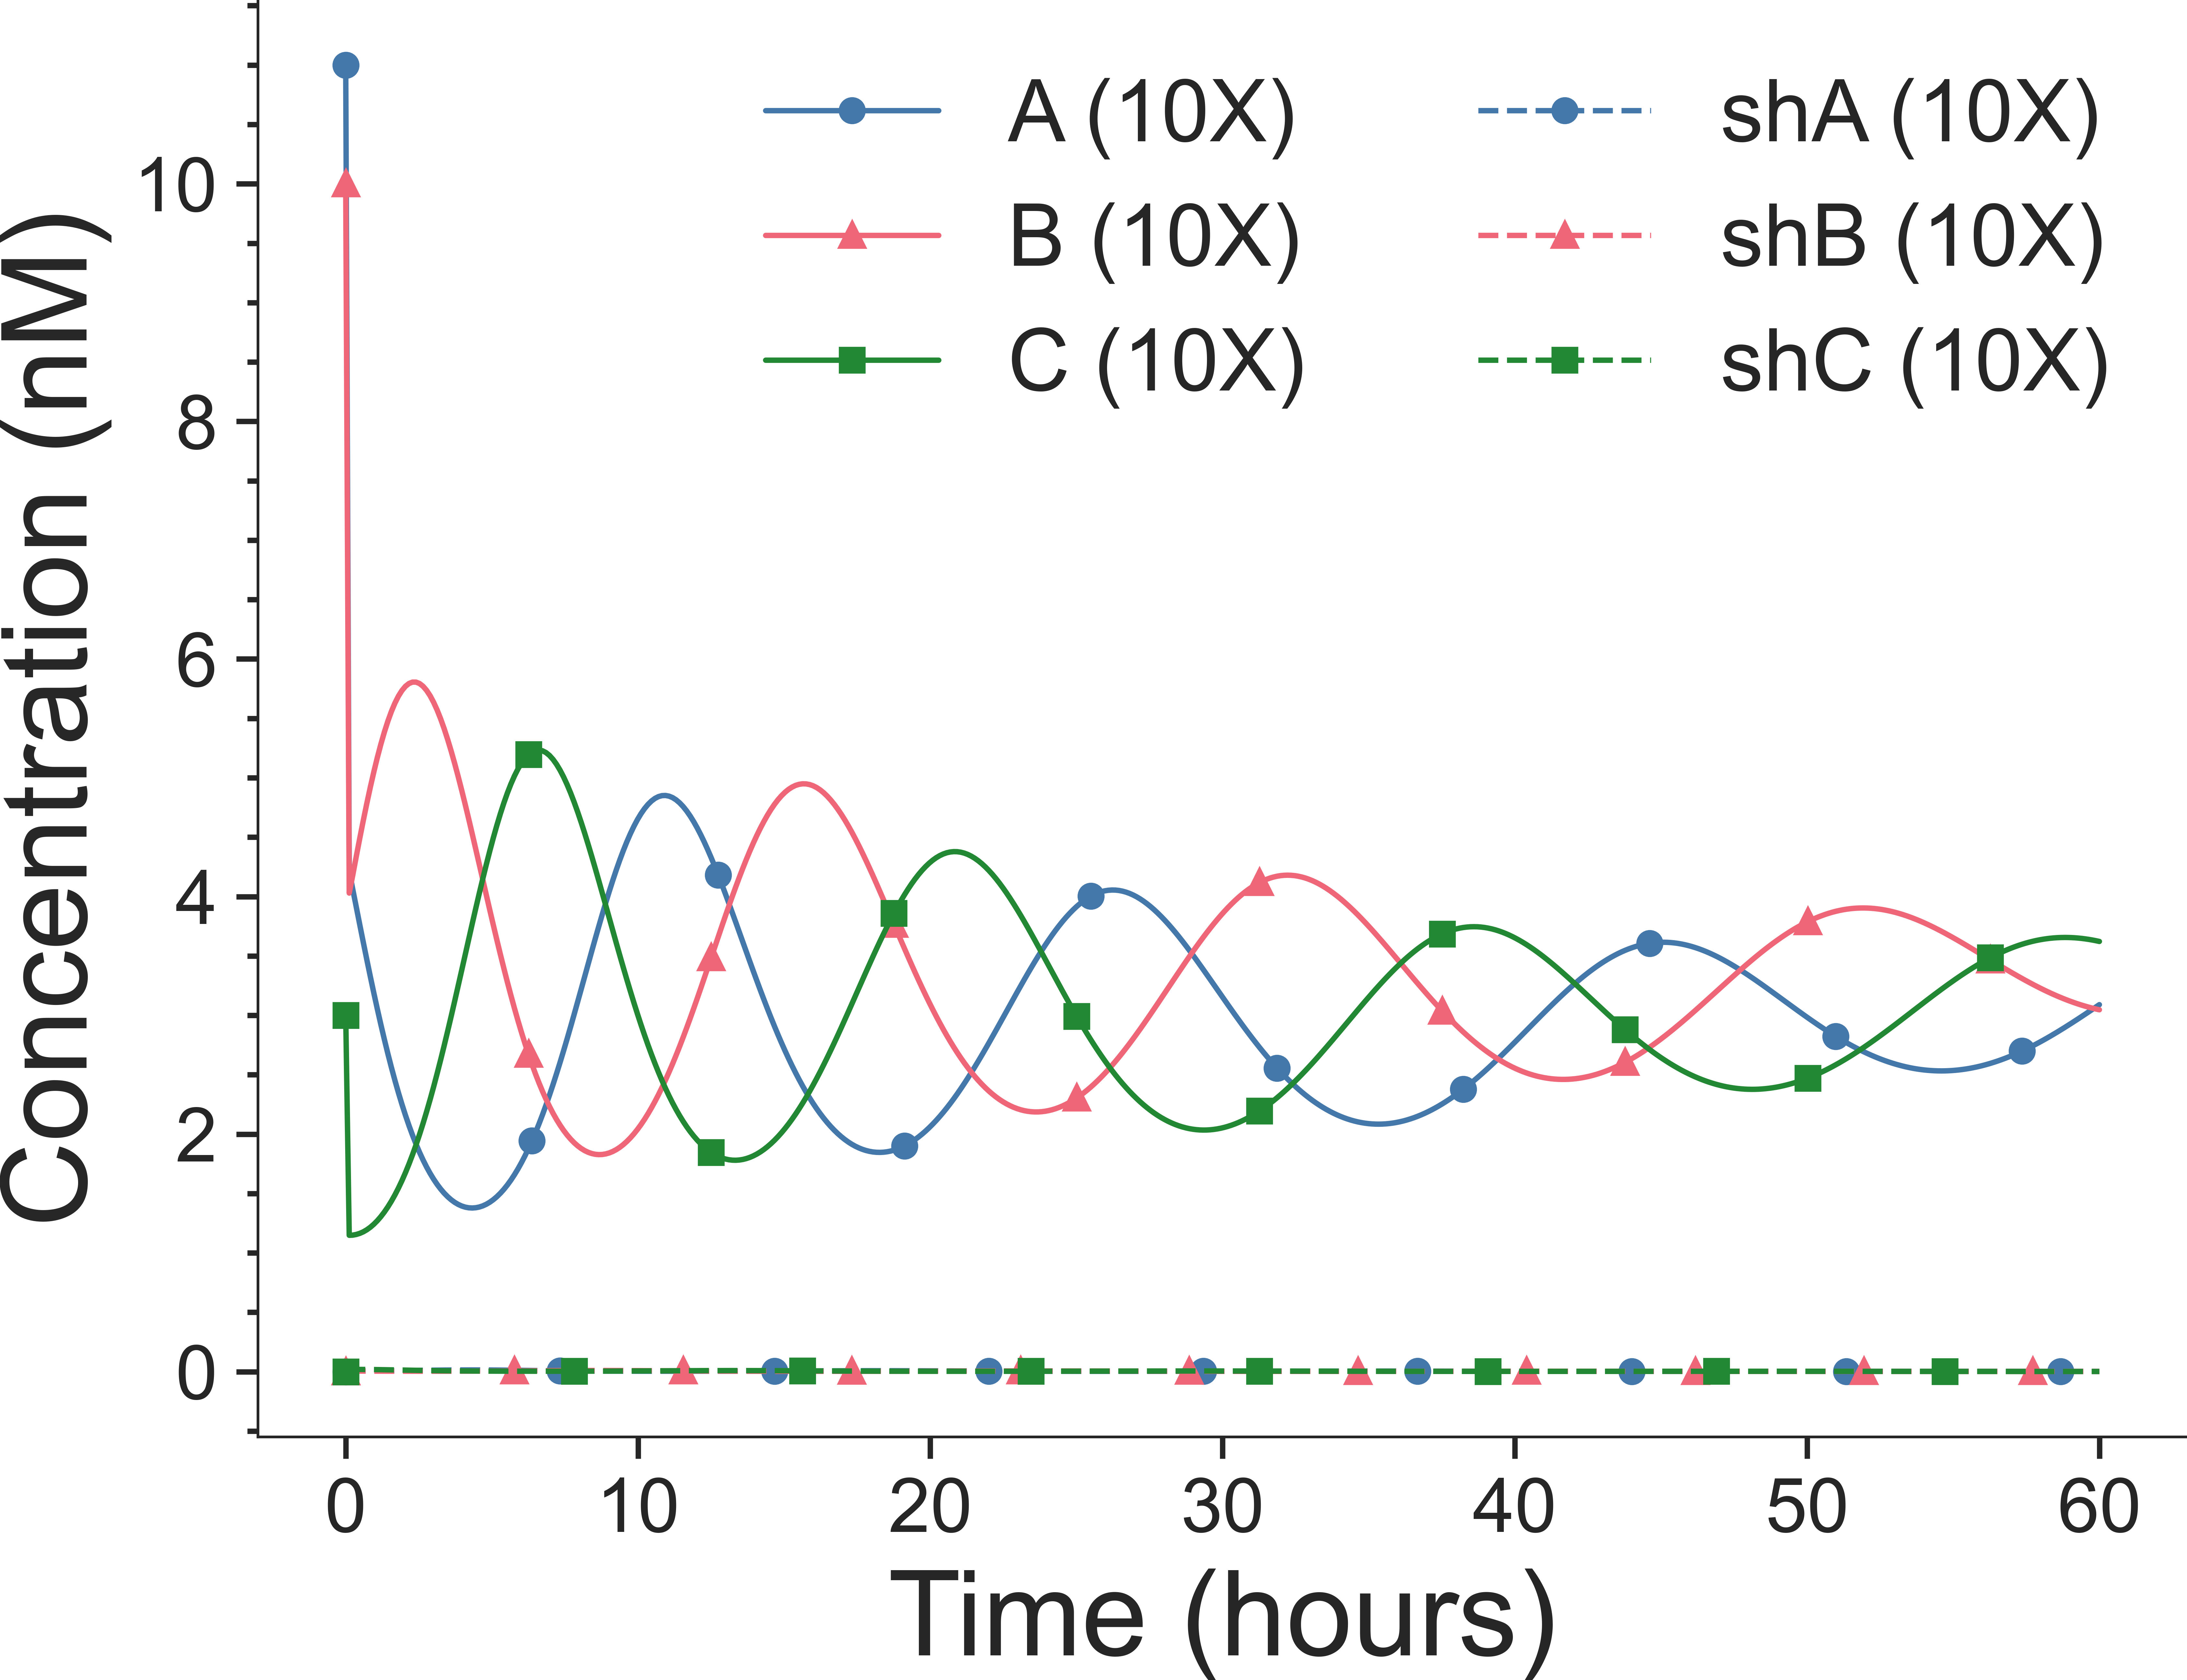 Concentration (nM)
10
8
6
4
2
0
A (10X)
B (10X)
C (10X)
shA (10X)
shB (10X)
shC (10X)
0 10 20 30 40 50 60
Time (hours)